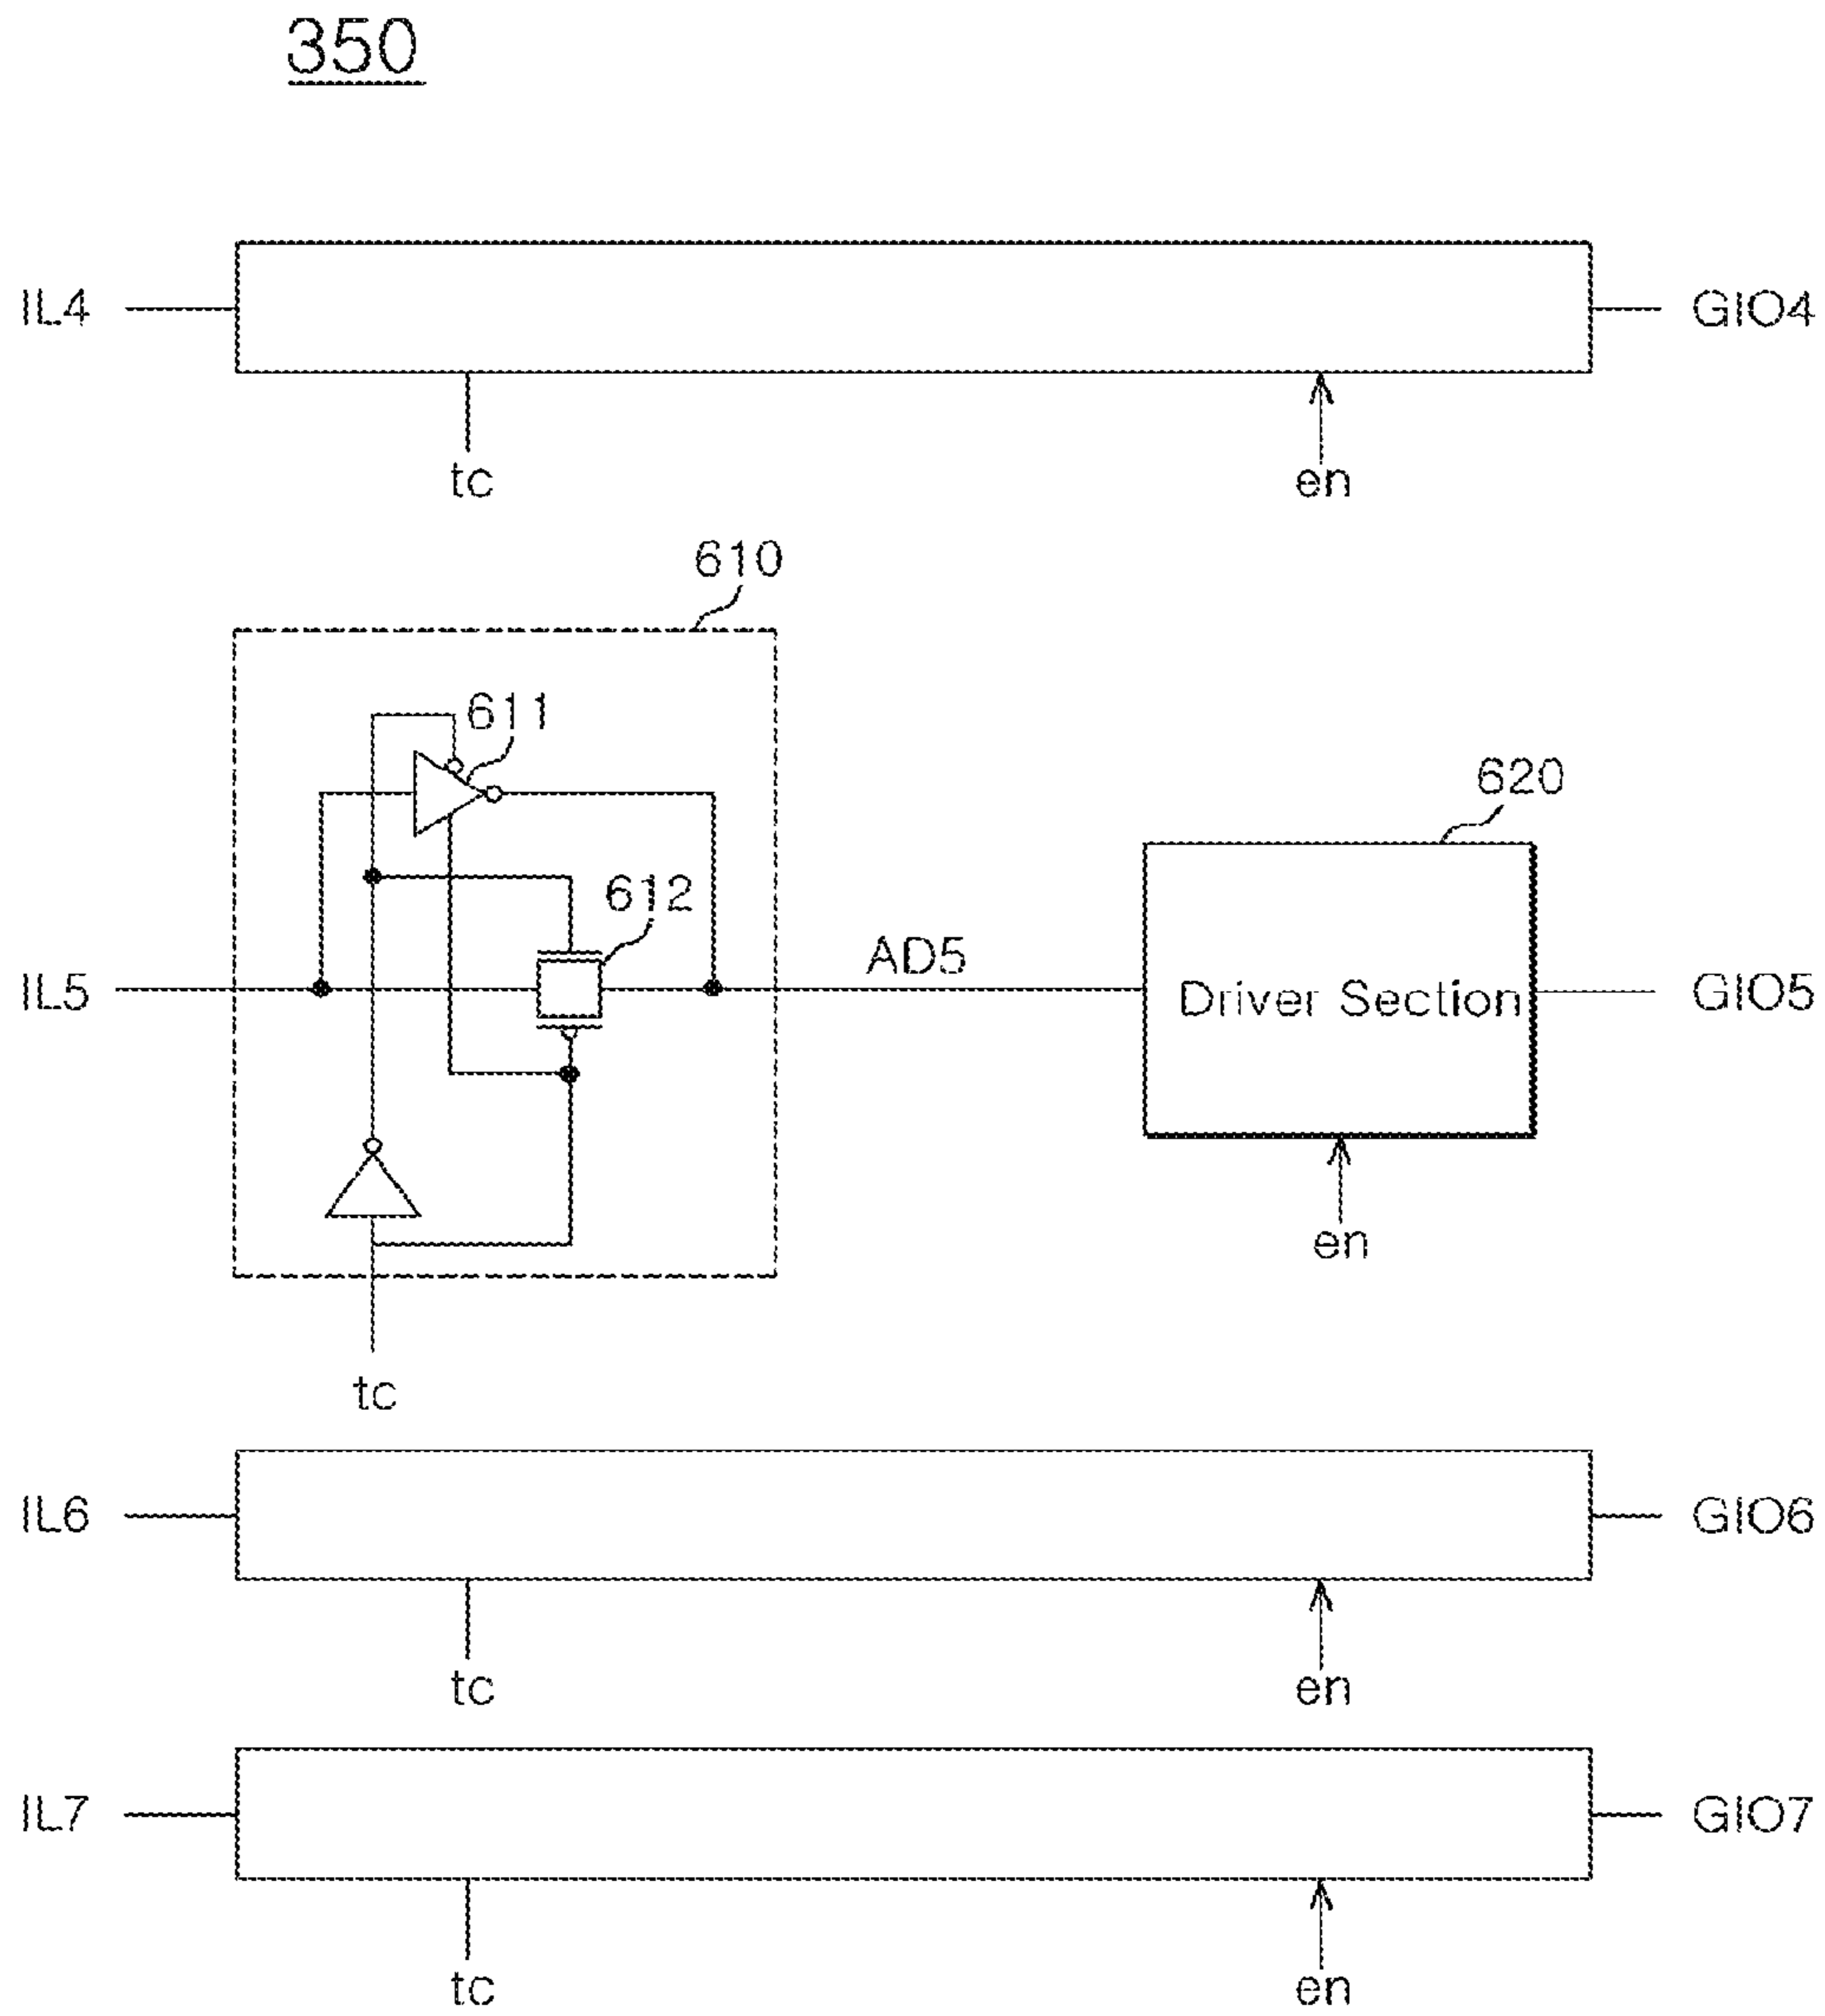 350
IL4 GIO4
tc en
610
611
620
612
AD5
IL5 Driver Section GIO5
en
tc
IL6 GIO6
tc en
IL7 GIO7
tc en